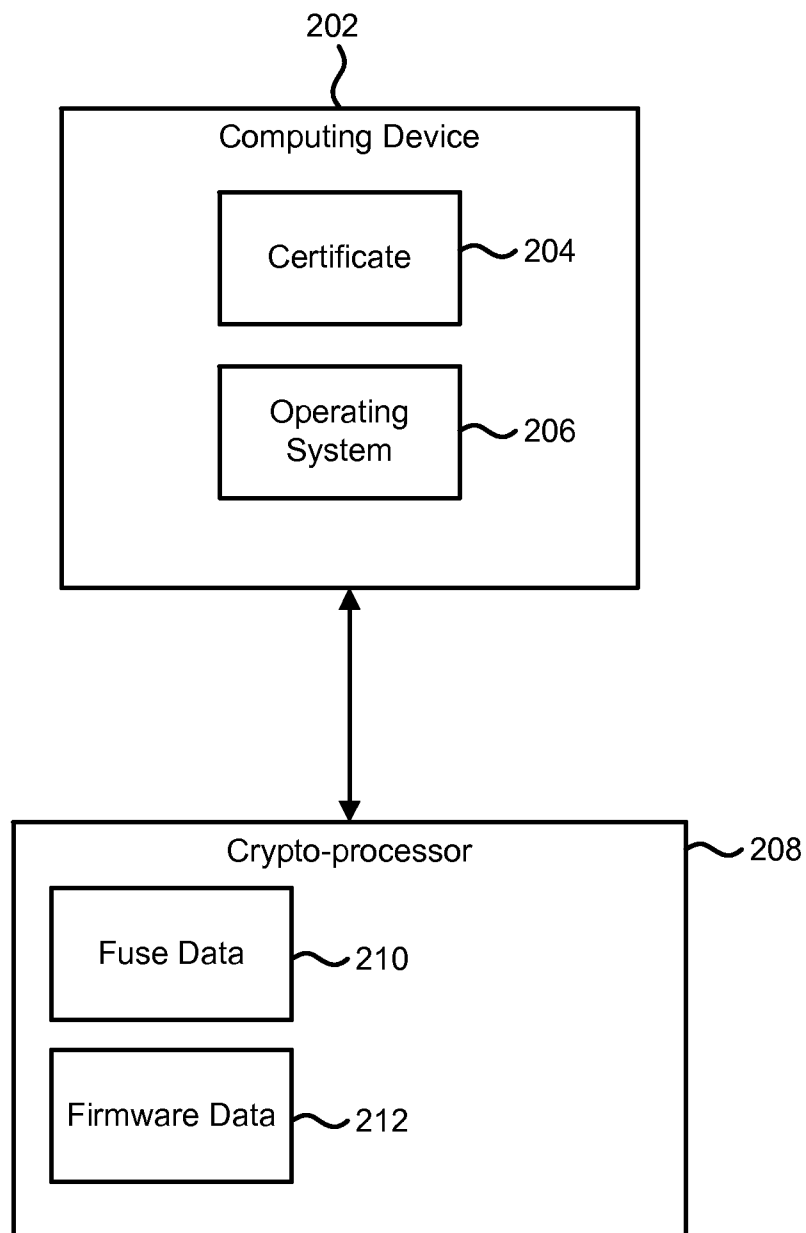 202
Computing Device
Certificate
204
Operating
System
206
Crypto-processor
208
Fuse Data
210
Firmware Data
212